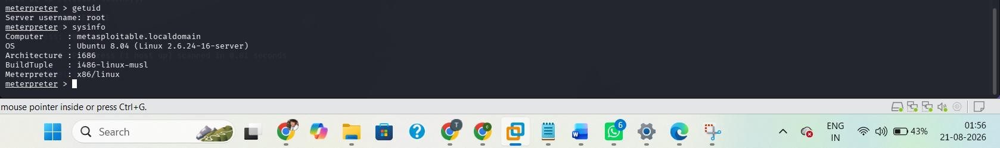 meterpreter > getuid
Server username: root
meterpreter > sysinfo
Computer : metasploitable.localdomain
OS : Ubuntu 8.04 (Linux 2.6.24-16-server)
Architecture : i686
BuildTuple : i486-linux-musl
Meterpreter : x86/linux
meterpreter >
mouse pointer inside or press Ctrl+G.
Search
T
c
W
6
ENG
IN
43%
01:56
21-08-2026